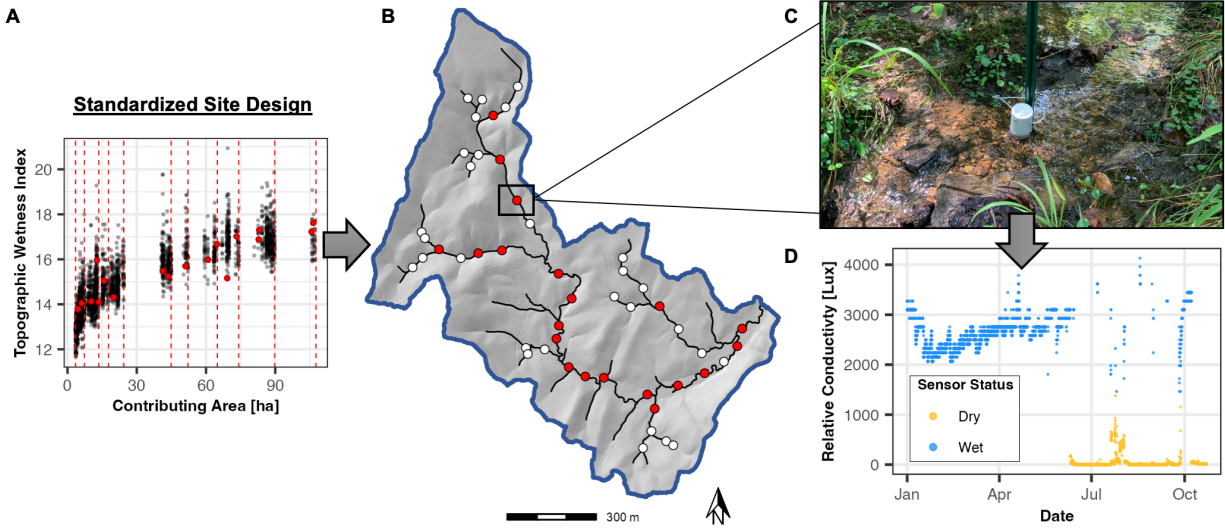 A
B
C
Standardized Site Design
Topographic Wetness Index
20
18
16
14
12
0
30
60
90
Contributing Area [ha]
300 m
D
Relative Conductivty [Lux]
4000
3000
2000
1000
0
Sensor Status
Dry
Wet
Jan
Apr
Jul
Oct
Date